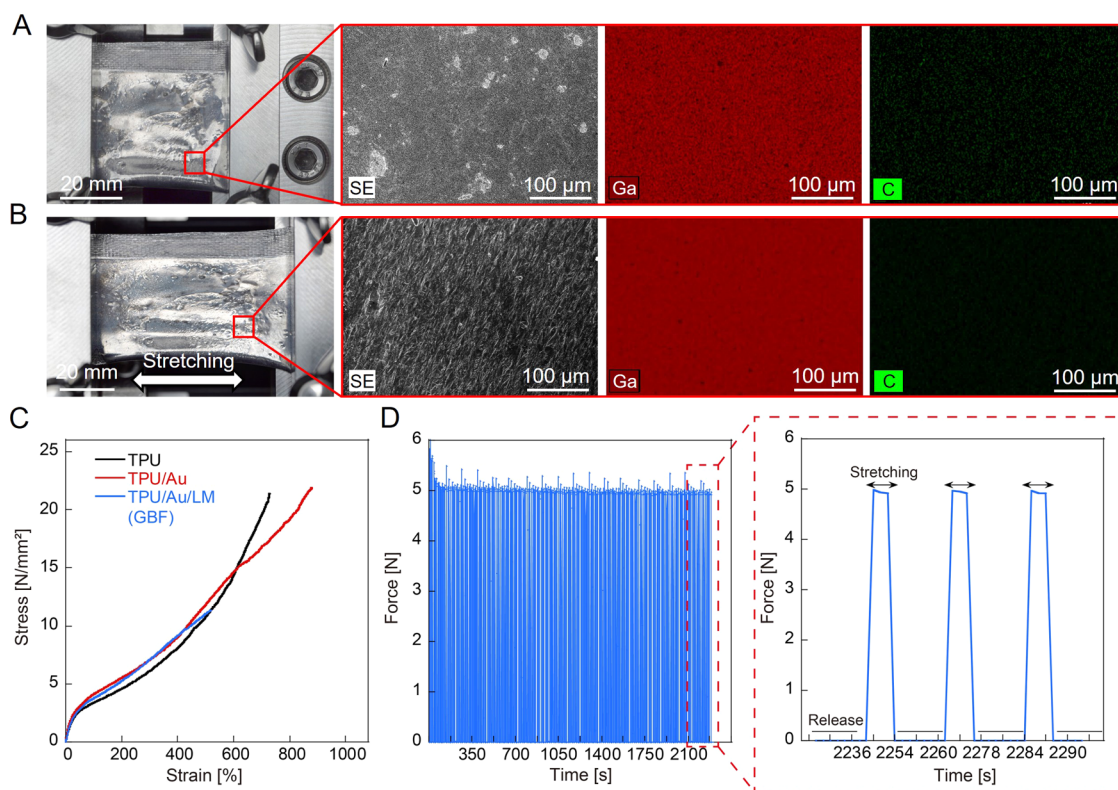 A
20 mm
SE
100 µm
Ga
100 µm
C
100 µm
B
Stretching
20 mm
SE
100 µm
Ga
100 µm
C
100 µm
C
25
20
15
10
5
0
Stress [N/mm²]
TPU
TPU/Au
TPU/Au/LM
(GBF)
0 200 400 600 800 1000
Strain [%]
D
6
5
4
3
2
1
0
Force [N]
350 700 1050 1400 1750 2100
Time [s]
6
5
4
3
2
1
0
Force [N]
Stretching
Release
2236 2254 2260 2278 2284 2290
Time [s]